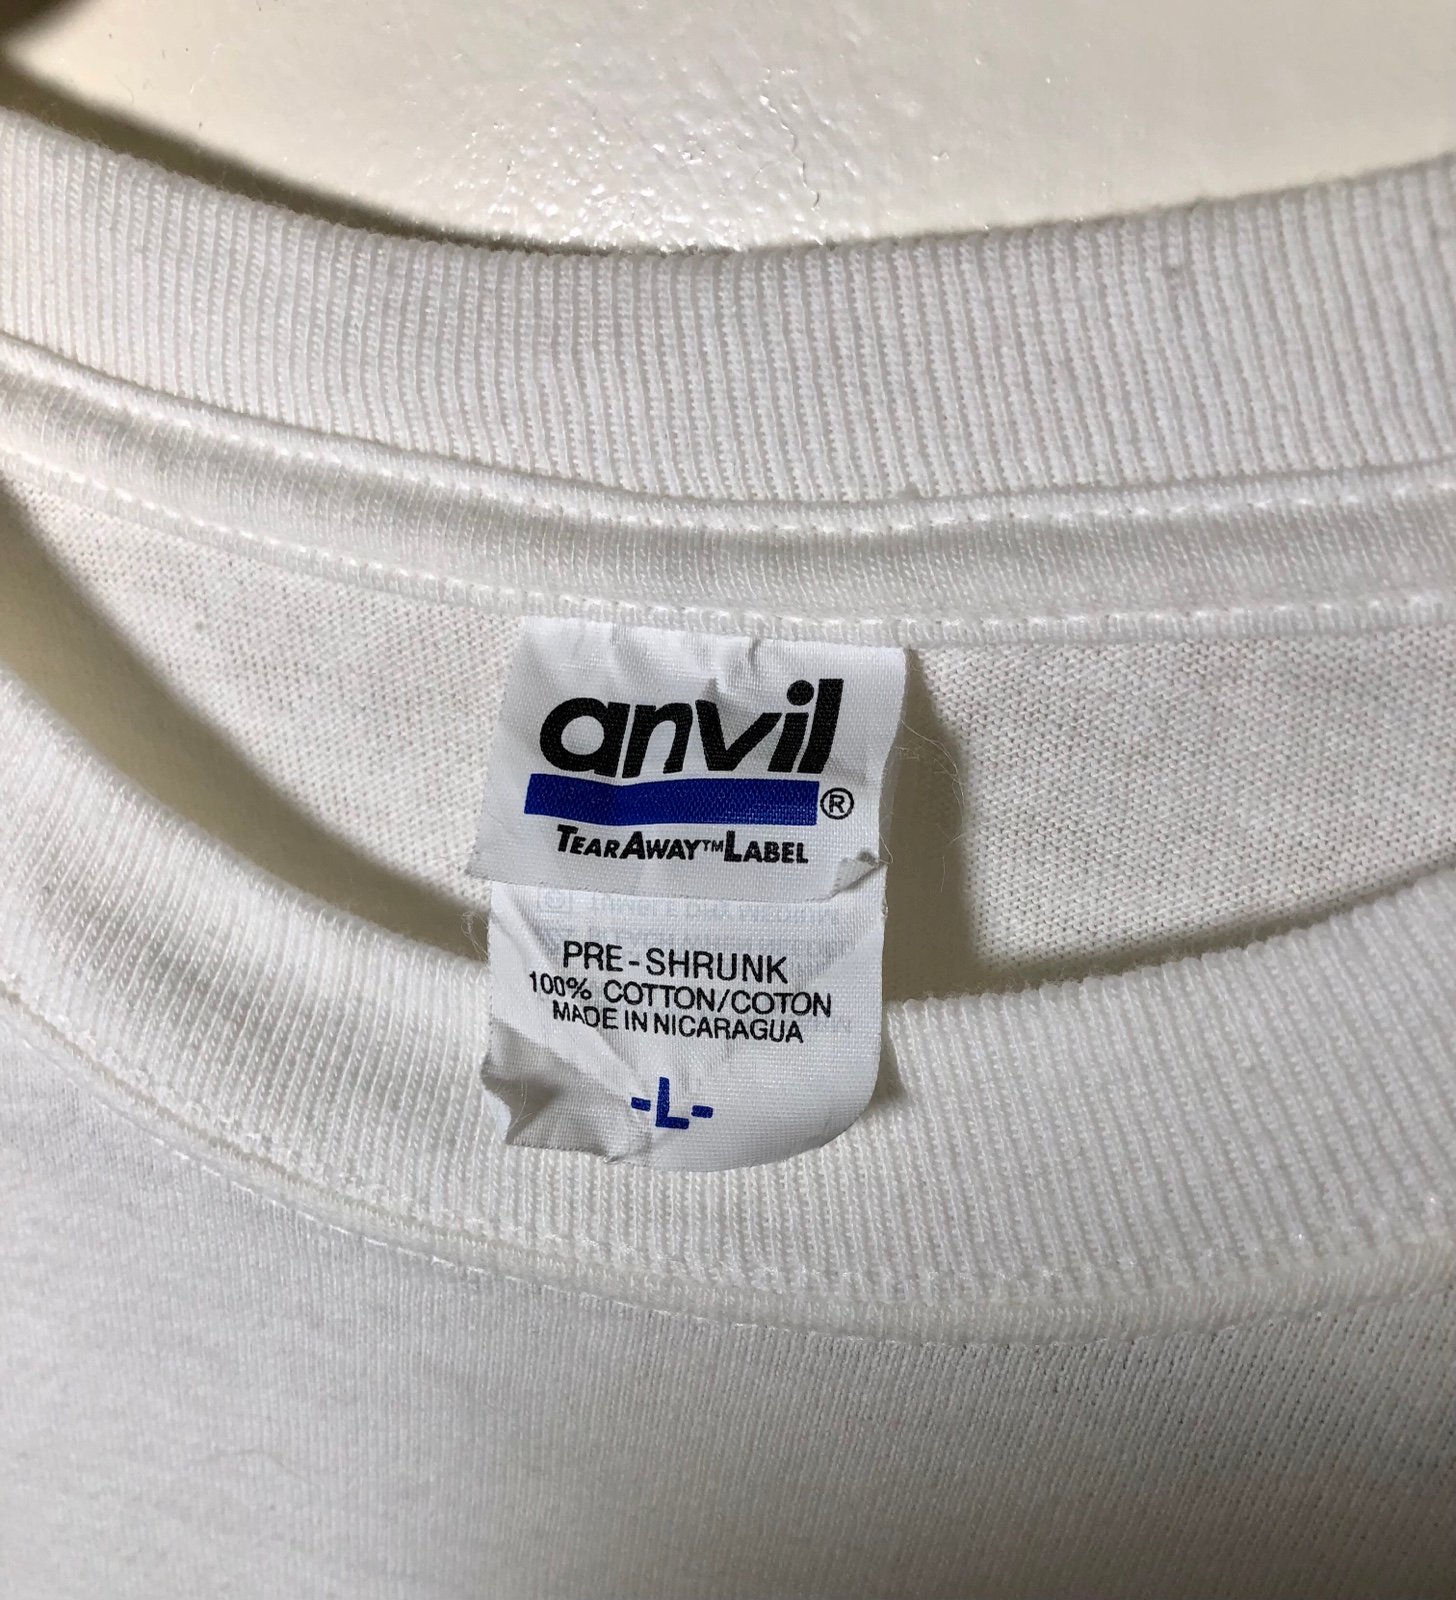 anvil®
TEARAWAY™LABEL
PRE-SHRUNK
100% COTTON/COTON
MADE IN NICARAGUA
-L-